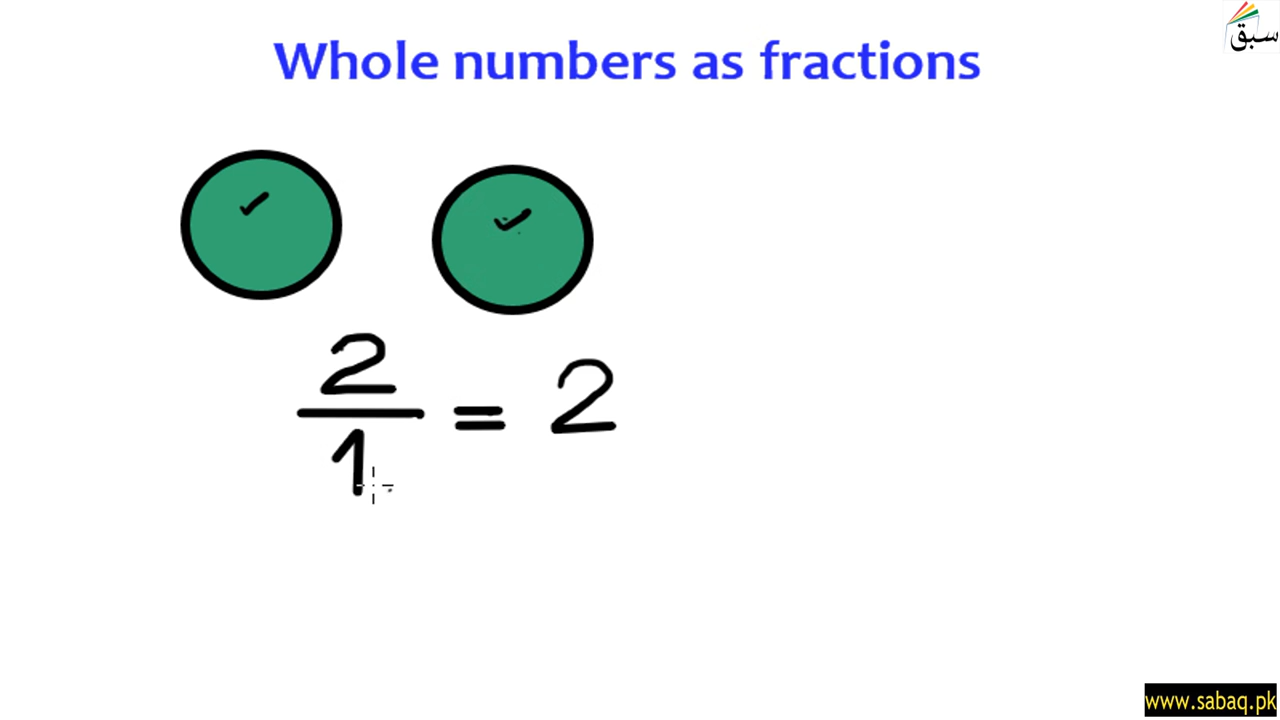 سبق
Whole numbers as fractions
2
1
= 2
www.sabaq.pk